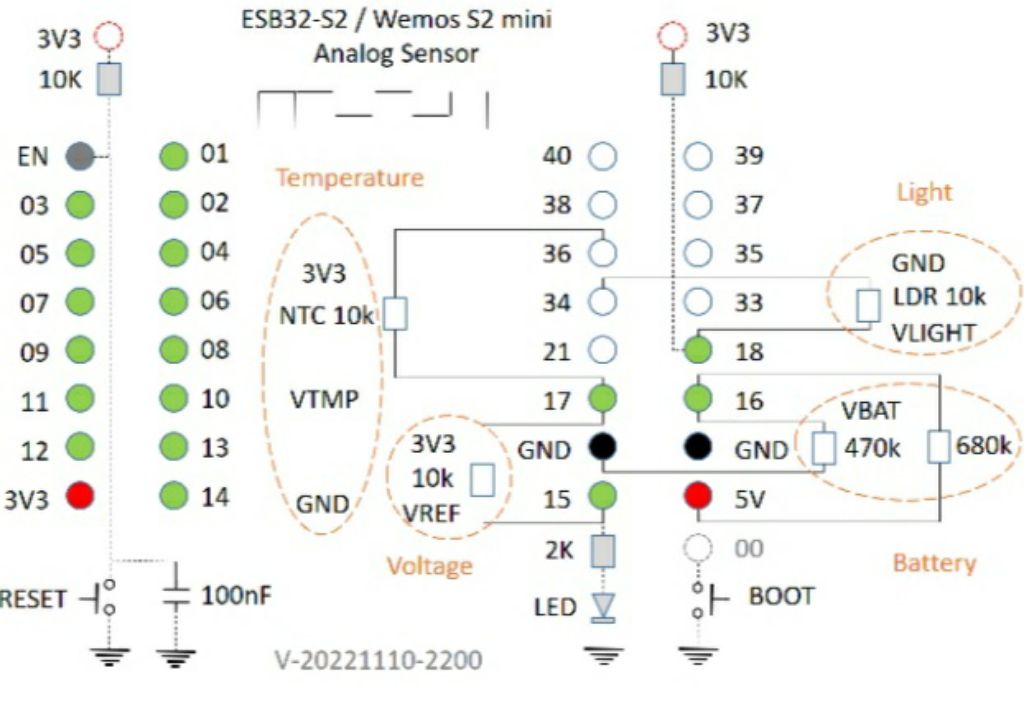 ESB32-S2 / Wemos S2 mini
Analog Sensor
3V3
10K
3V3
10K
EN
01
03
02
05
04
07
06
09
08
11
10
12
13
3V3
14
RESET
100nF
Temperature
3V3
NTC 10k
VTMP
GND
3V3
10k
VREF
Voltage
40
39
38
37
36
35
34
33
21
18
17
16
GND
GND
15
5V
2K
00
LED
BOOT
Light
GND
LDR 10k
VLIGHT
VBAT
470k
680k
Battery
V-20221110-2200